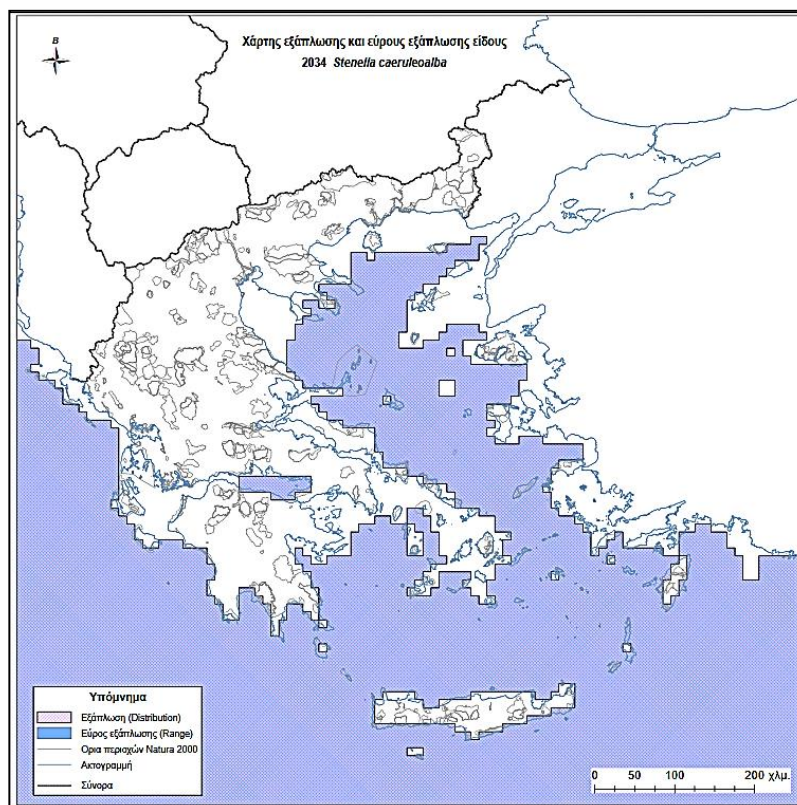 Χάρτης εξάπλωσης και εύρους εξάπλωσης είδους
2034 Stenella caeruleoalba
Β
Υπόμνημα
Εξάπλωση (Distribution)
Εύρος εξάπλωσης (Range)
Ορια περιοχών Natura 2000
Ακτογραμμή
Σύνορα
0 50 100 200 χλμ.